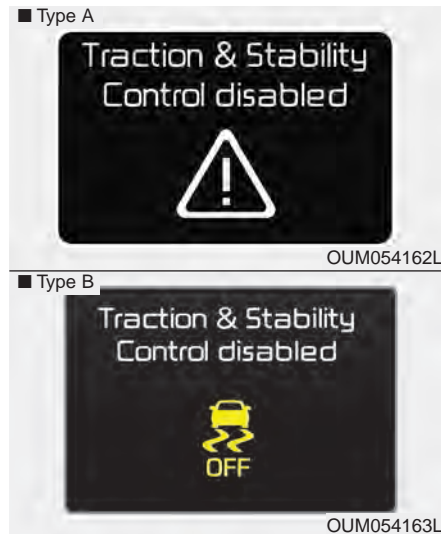 ■ Type A
Traction & Stability
Control disabled
OUM054162L
■ Type B
Traction & Stability
Control disabled
OFF
OUM054163L